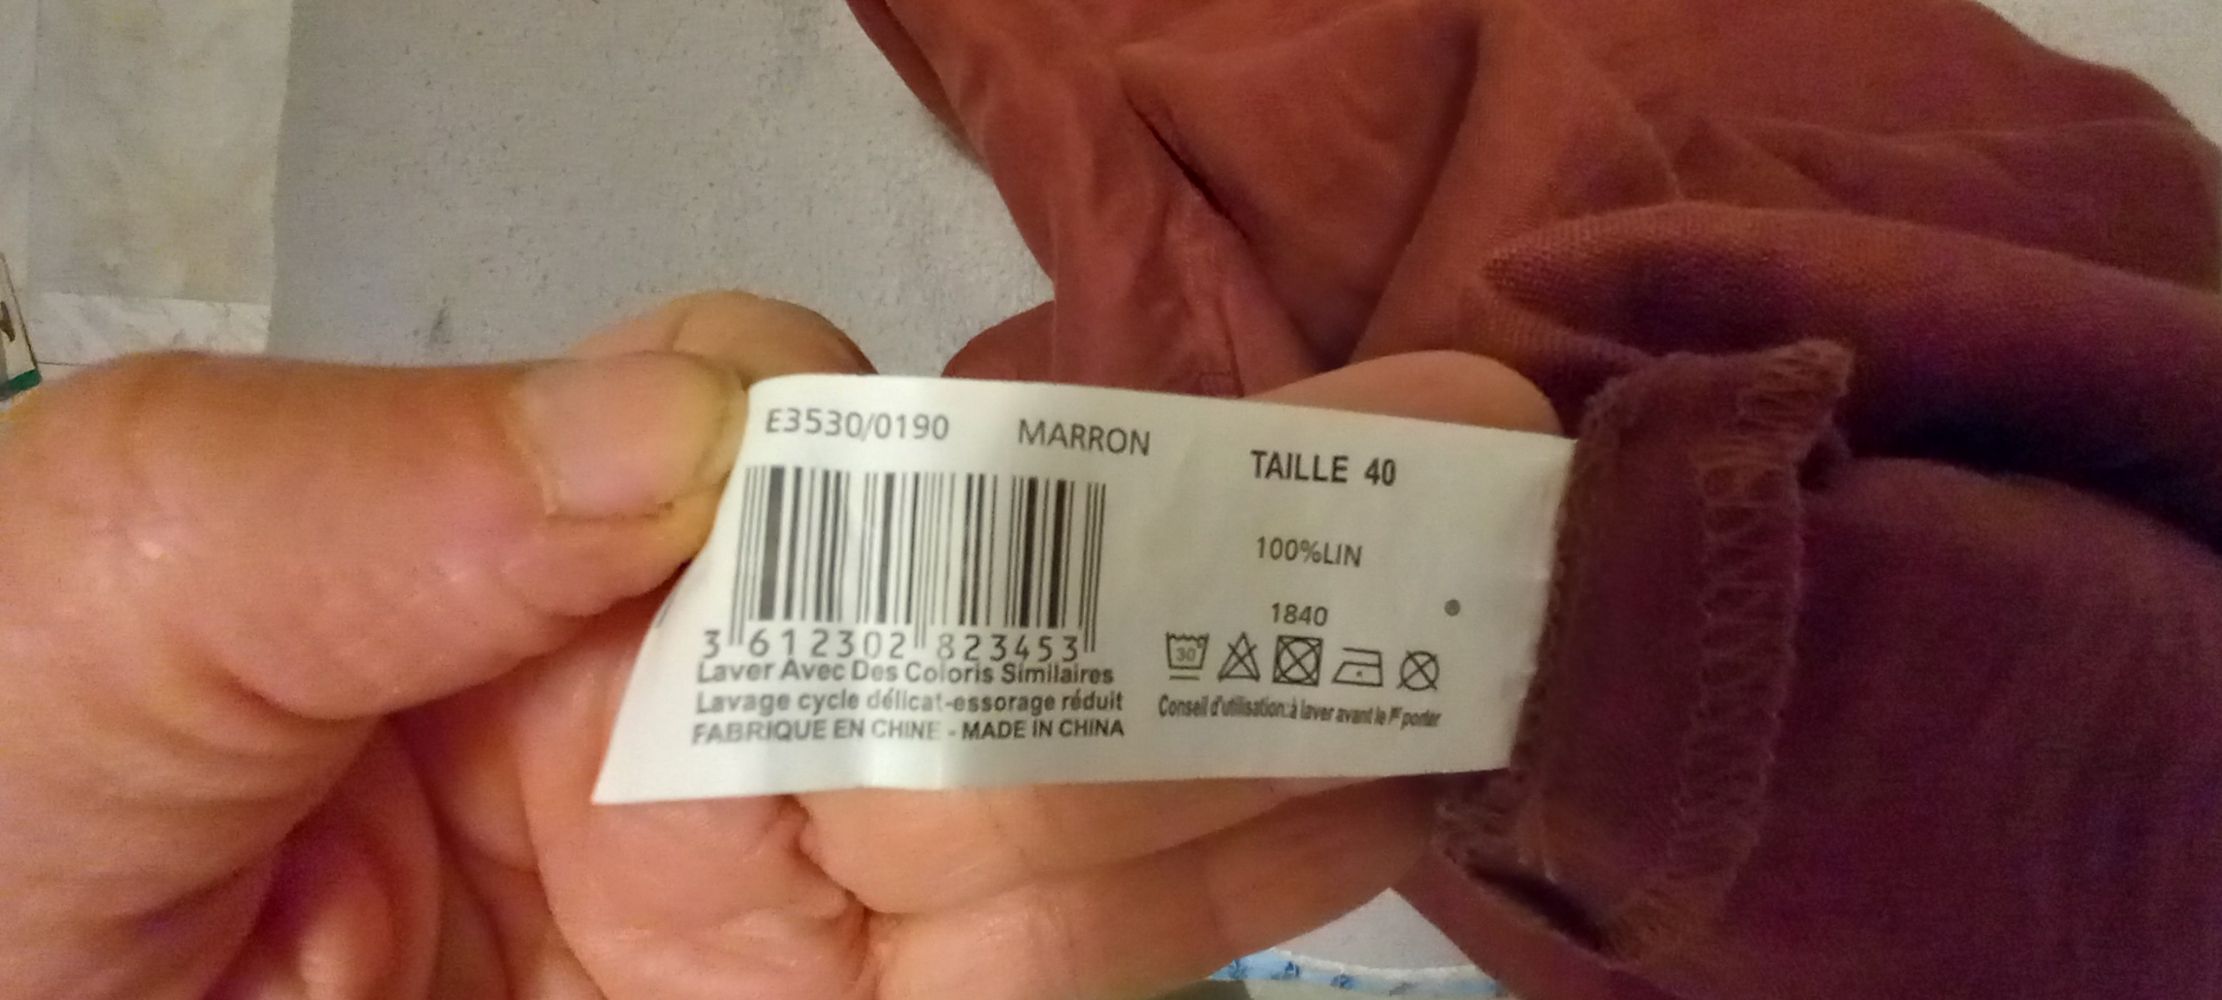 E3530/0190 MARRON
TAILLE 40
100%LIN
1840
3 612302 823453
30
Laver Avec Des Coloris Similaires
Lavage cycle délicat-essorage réduit
FABRIQUE EN CHINE - MADE IN CHINA
Conseil d'utilisation:à laver avant le 1er porter